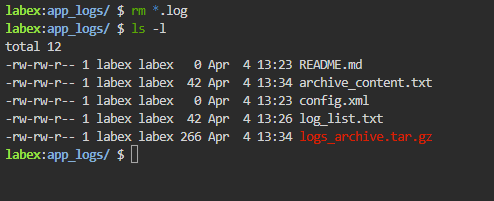 labex:app_logs/ $ rm *.log
labex:app_logs/ $ ls -l
total 12
-rw-rw-r-- 1 labex labex   0 Apr  4 13:23 README.md
-rw-rw-r-- 1 labex labex  42 Apr  4 13:34 archive_content.txt
-rw-rw-r-- 1 labex labex   0 Apr  4 13:23 config.xml
-rw-rw-r-- 1 labex labex  42 Apr  4 13:26 log_list.txt
-rw-rw-r-- 1 labex labex 266 Apr  4 13:34 logs_archive.tar.gz
labex:app_logs/ $